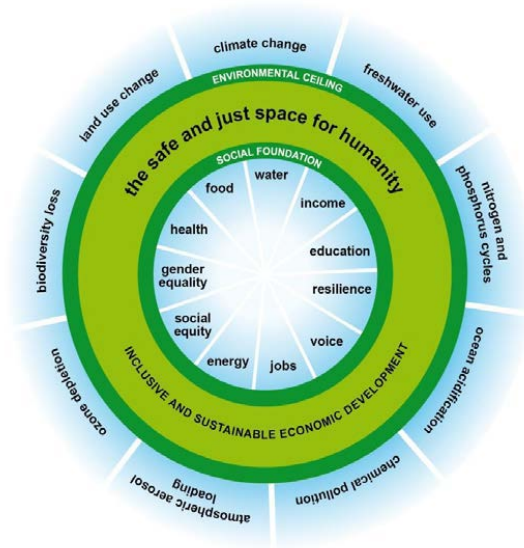 climate change
freshwater use
nitrogen and
phosphorus cycles
ocean acidification
chemical pollution
atmospheric aerosol
loading
ozone depletion
biodiversity loss
land use change
ENVIRONMENTAL CEILING
the safe and just space for humanity
SOCIAL FOUNDATION
water
income
education
resilience
voice
jobs
energy
social
equity
gender
equality
health
food
INCLUSIVE AND SUSTAINABLE ECONOMIC DEVELOPMENT